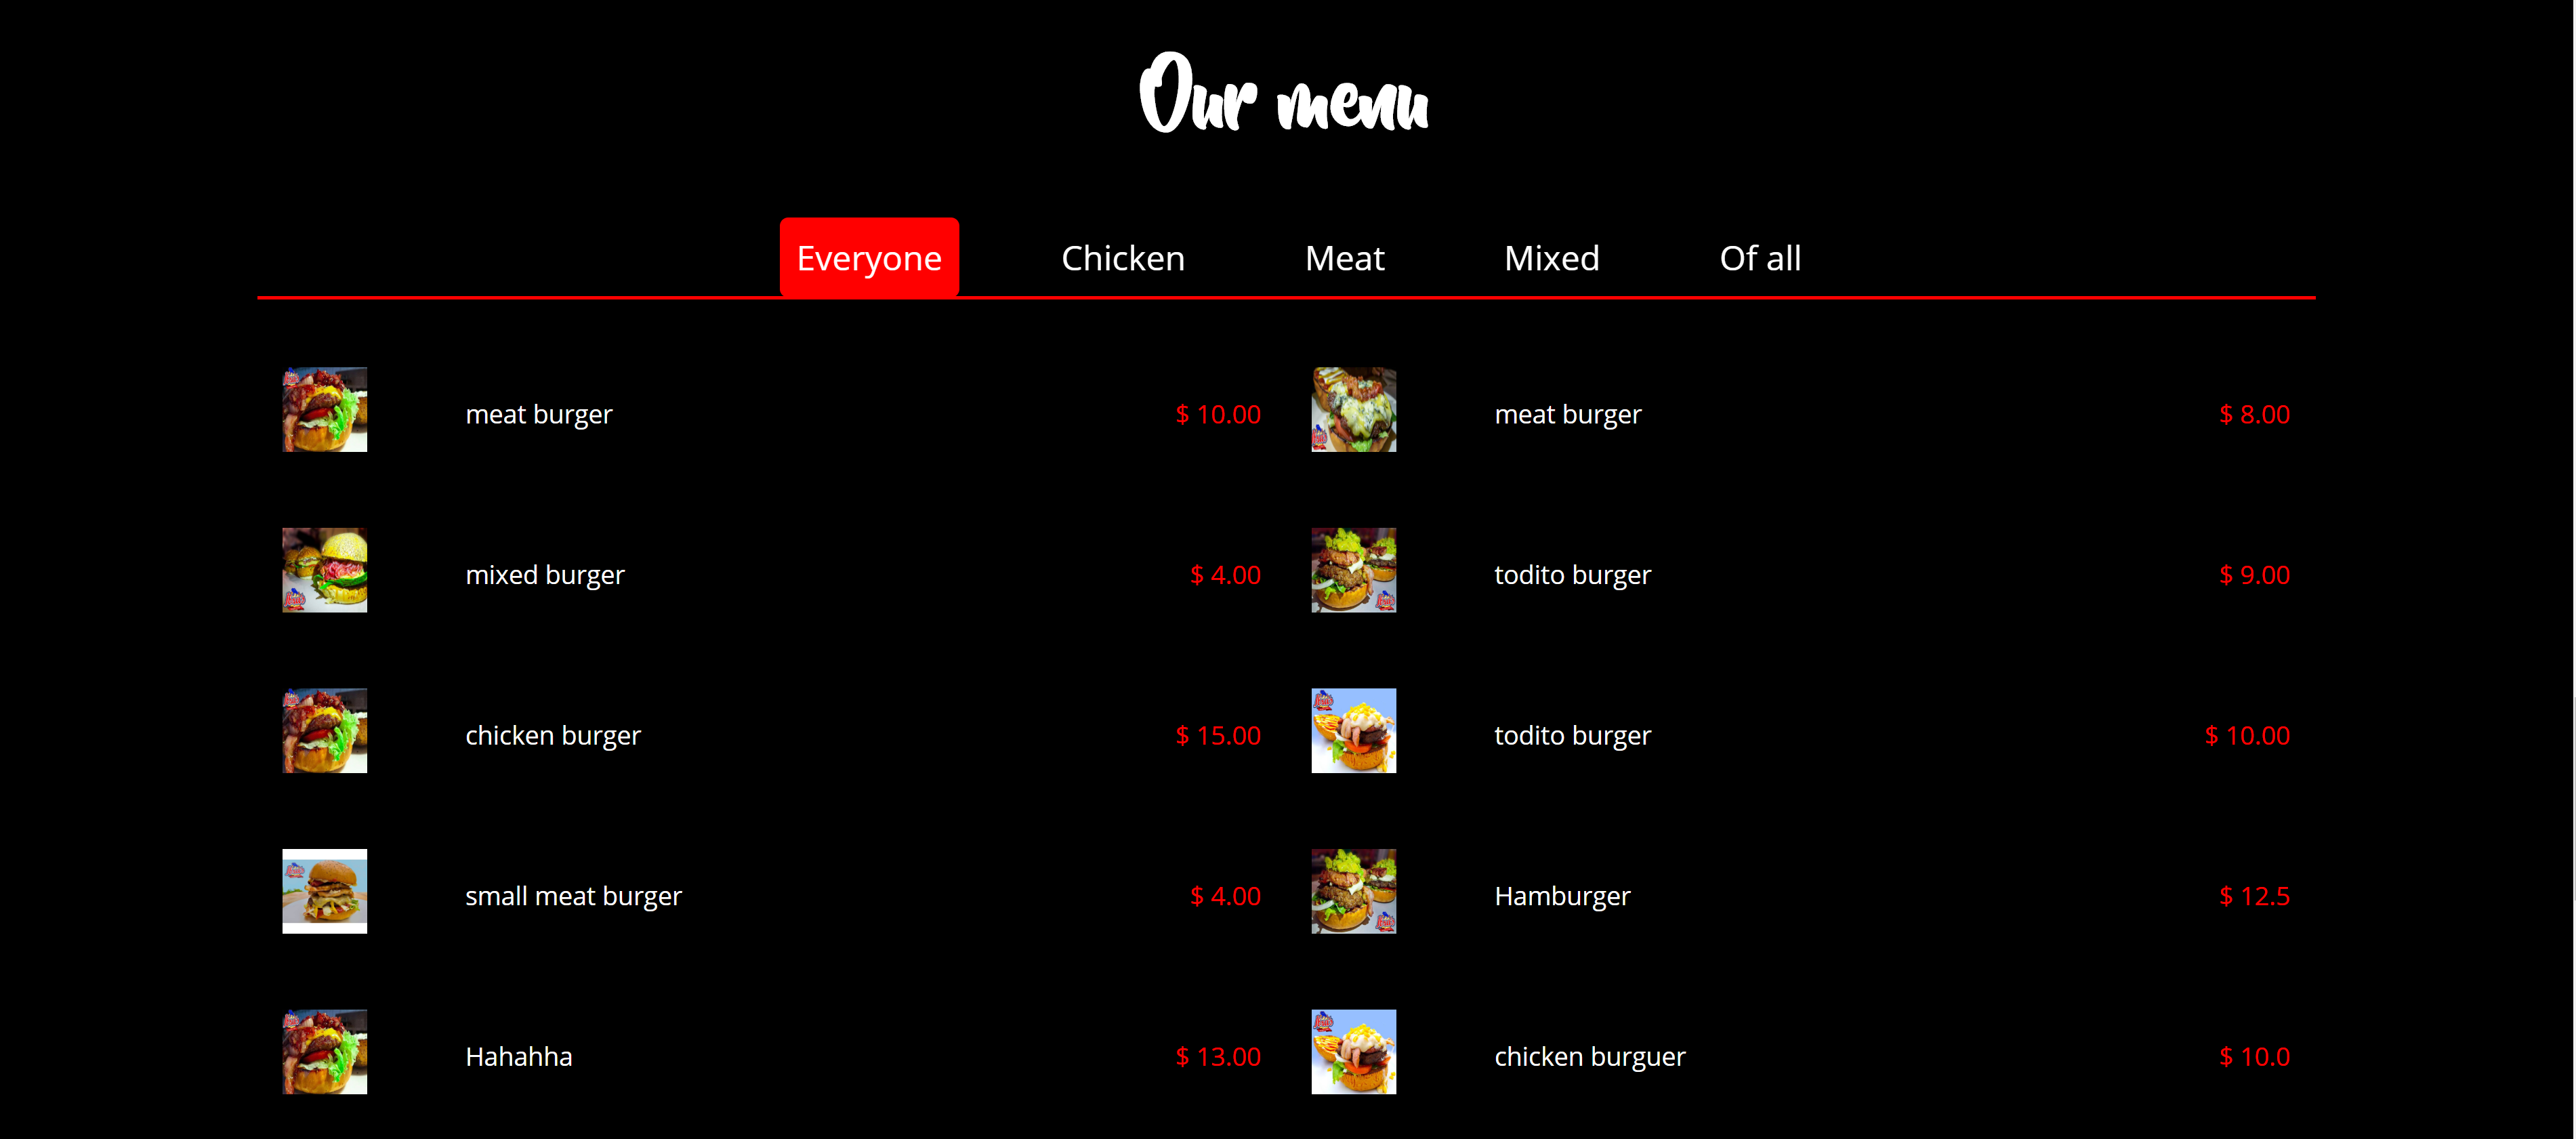 Our menu
Everyone Chicken Meat Mixed Of all
meat burger $ 10.00 meat burger $ 8.00
mixed burger $ 4.00 todito burger $ 9.00
chicken burger $ 15.00 todito burger $ 10.00
small meat burger $ 4.00 Hamburger $ 12.5
Hahahha $ 13.00 chicken burguer $ 10.0